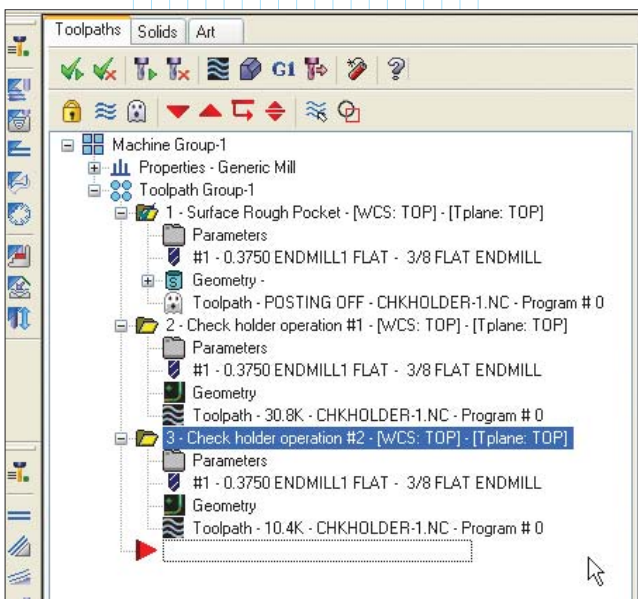 Toolpaths Solids Art
G1
Machine Group-1
Properties - Generic Mill
Toolpath Group-1
1 - Surface Rough Pocket - [WCS: TOP] - [Tplane: TOP]
Parameters
#1 - 0.3750 ENDMILL1 FLAT - 3/8 FLAT ENDMILL
Geometry -
Toolpath - POSTING OFF - CHKHOLDER-1.NC - Program # 0
2 - Check holder operation #1 - [WCS: TOP] - [Tplane: TOP]
Parameters
#1 - 0.3750 ENDMILL1 FLAT - 3/8 FLAT ENDMILL
Geometry
Toolpath - 30.8K - CHKHOLDER-1.NC - Program # 0
3 - Check holder operation #2 - [WCS: TOP] - [Tplane: TOP]
Parameters
#1 - 0.3750 ENDMILL1 FLAT - 3/8 FLAT ENDMILL
Geometry
Toolpath - 10.4K - CHKHOLDER-1.NC - Program # 0